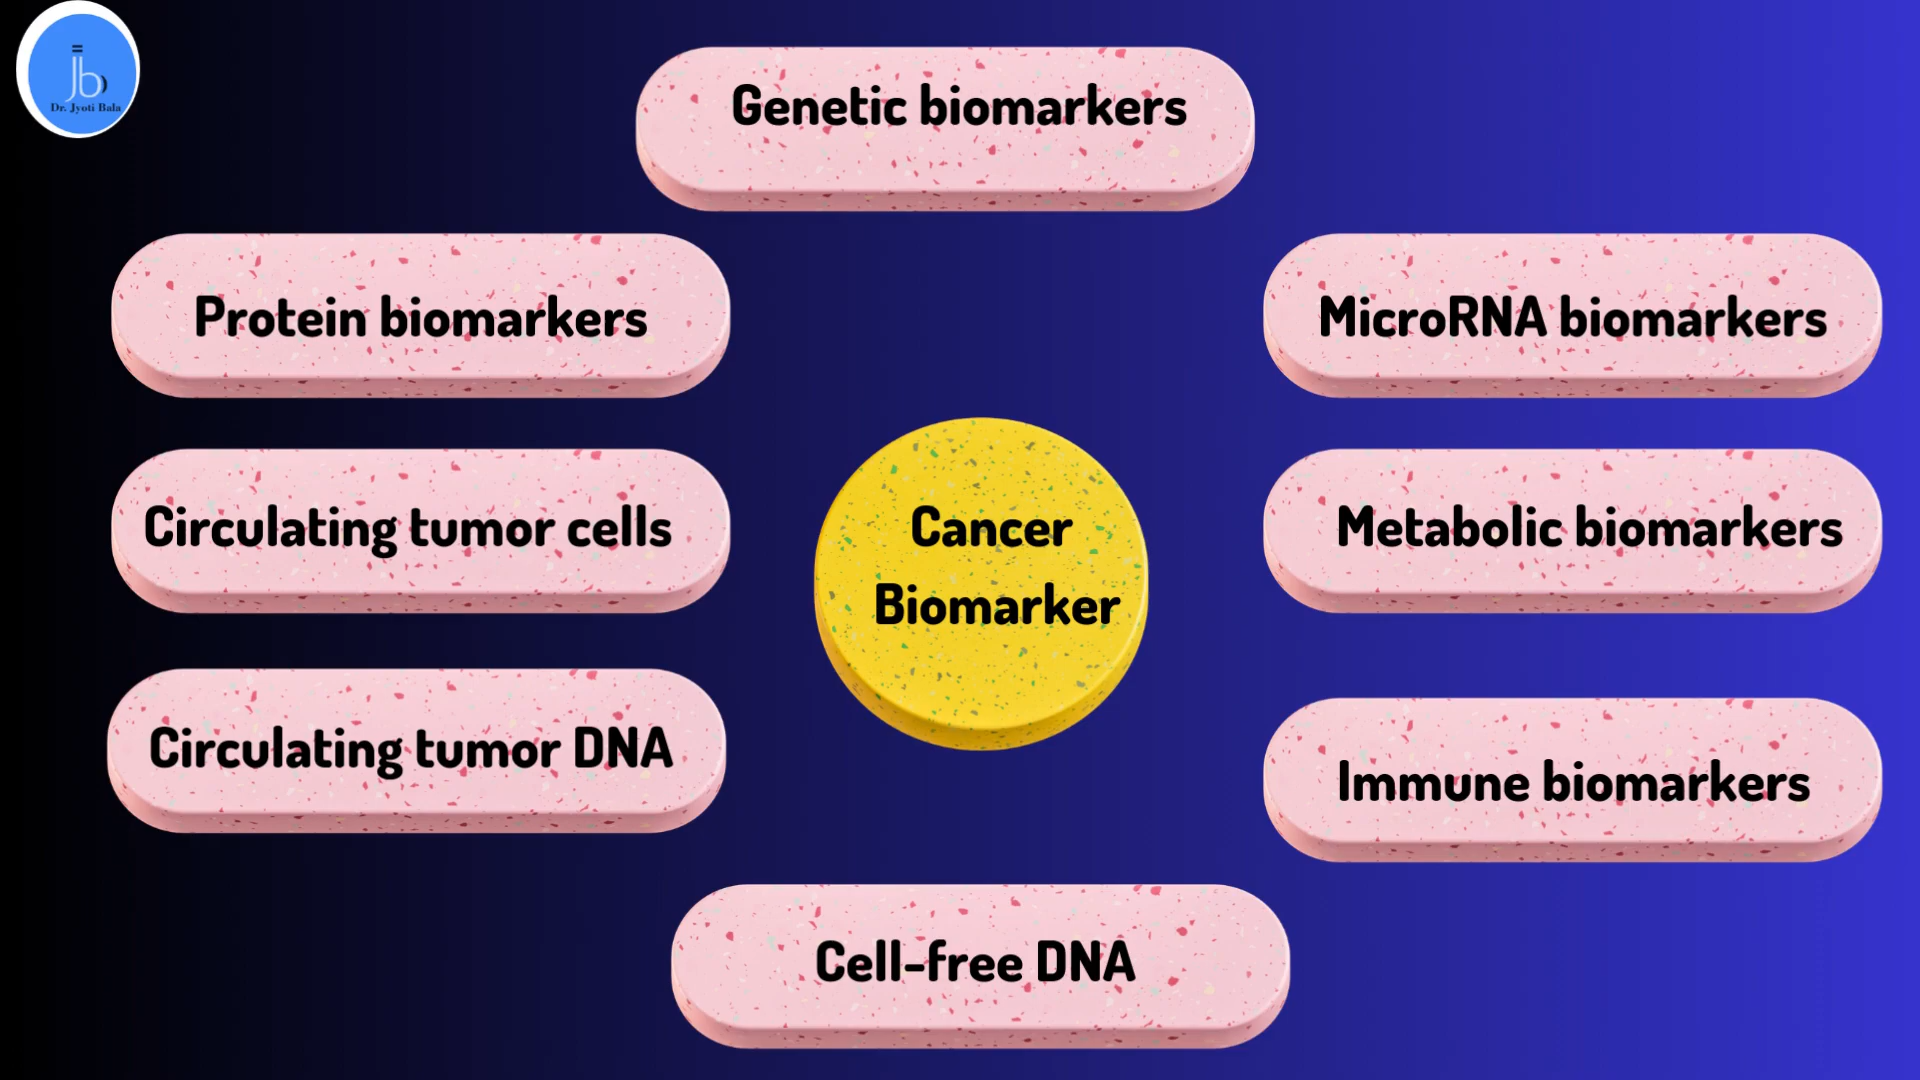 Dr. Jyoti Bala
Genetic biomarkers
Protein biomarkers
MicroRNA biomarkers
Circulating tumor cells
Cancer
Biomarker
Metabolic biomarkers
Circulating tumor DNA
Immune biomarkers
Cell-free DNA